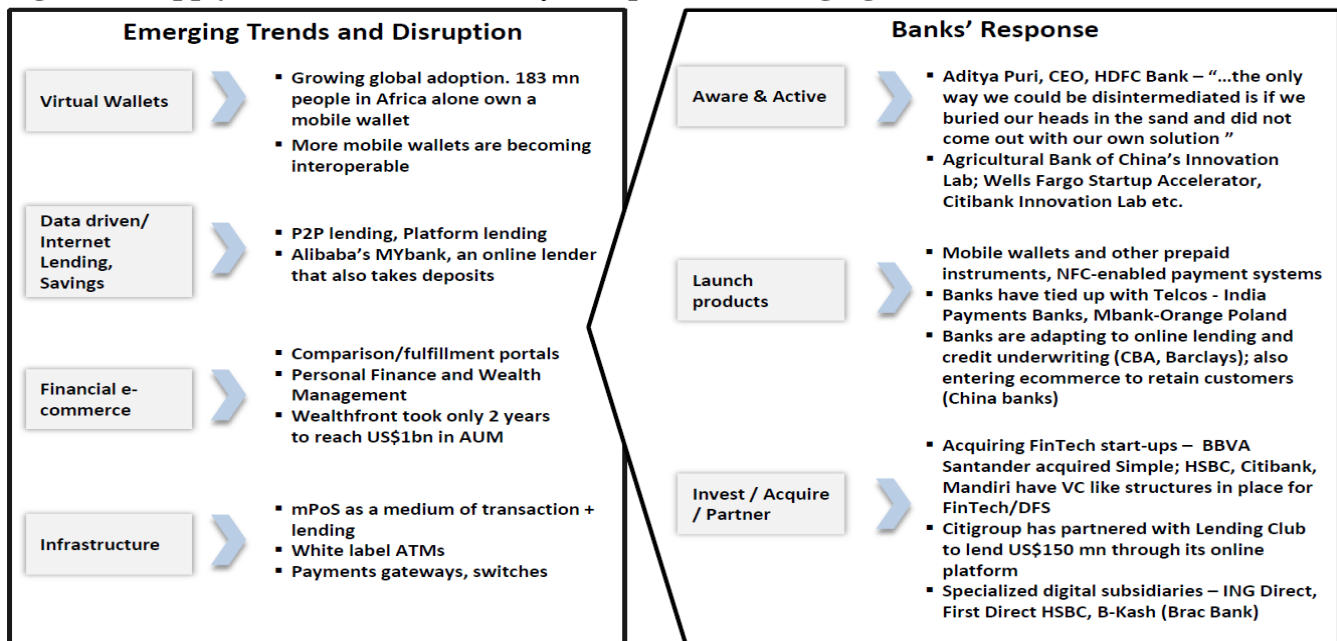 Emerging Trends and Disruption
Virtual Wallets
▪ Growing global adoption. 183 mn
people in Africa alone own a
mobile wallet
▪ More mobile wallets are becoming
interoperable
Data driven/
Internet
Lending,
Savings
▪ P2P lending, Platform lending
▪ Alibaba's MYbank, an online lender
that also takes deposits
Financial e-
commerce
▪ Comparison/fulfillment portals
▪ Personal Finance and Wealth
Management
▪ Wealthfront took only 2 years
to reach US$1bn in AUM
Infrastructure
▪ mPoS as a medium of transaction +
lending
▪ White label ATMs
▪ Payments gateways, switches
Banks' Response
Aware & Active
▪ Aditya Puri, CEO, HDFC Bank – "...the only
way we could be disintermediated is if we
buried our heads in the sand and did not
come out with our own solution ”
▪ Agricultural Bank of China's Innovation
Lab; Wells Fargo Startup Accelerator,
Citibank Innovation Lab etc.
Launch
products
▪ Mobile wallets and other prepaid
instruments, NFC-enabled payment systems
▪ Banks have tied up with Telcos - India
Payments Banks, Mbank-Orange Poland
▪ Banks are adapting to online lending and
credit underwriting (CBA, Barclays); also
entering ecommerce to retain customers
(China banks)
Invest / Acquire
/ Partner
▪ Acquiring FinTech start-ups – BBVA
Santander acquired Simple; HSBC, Citibank,
Mandiri have VC like structures in place for
FinTech/DFS
▪ Citigroup has partnered with Lending Club
to lend US$150 mn through its online
platform
▪ Specialized digital subsidiaries – ING Direct,
First Direct HSBC, B-Kash (Brac Bank)